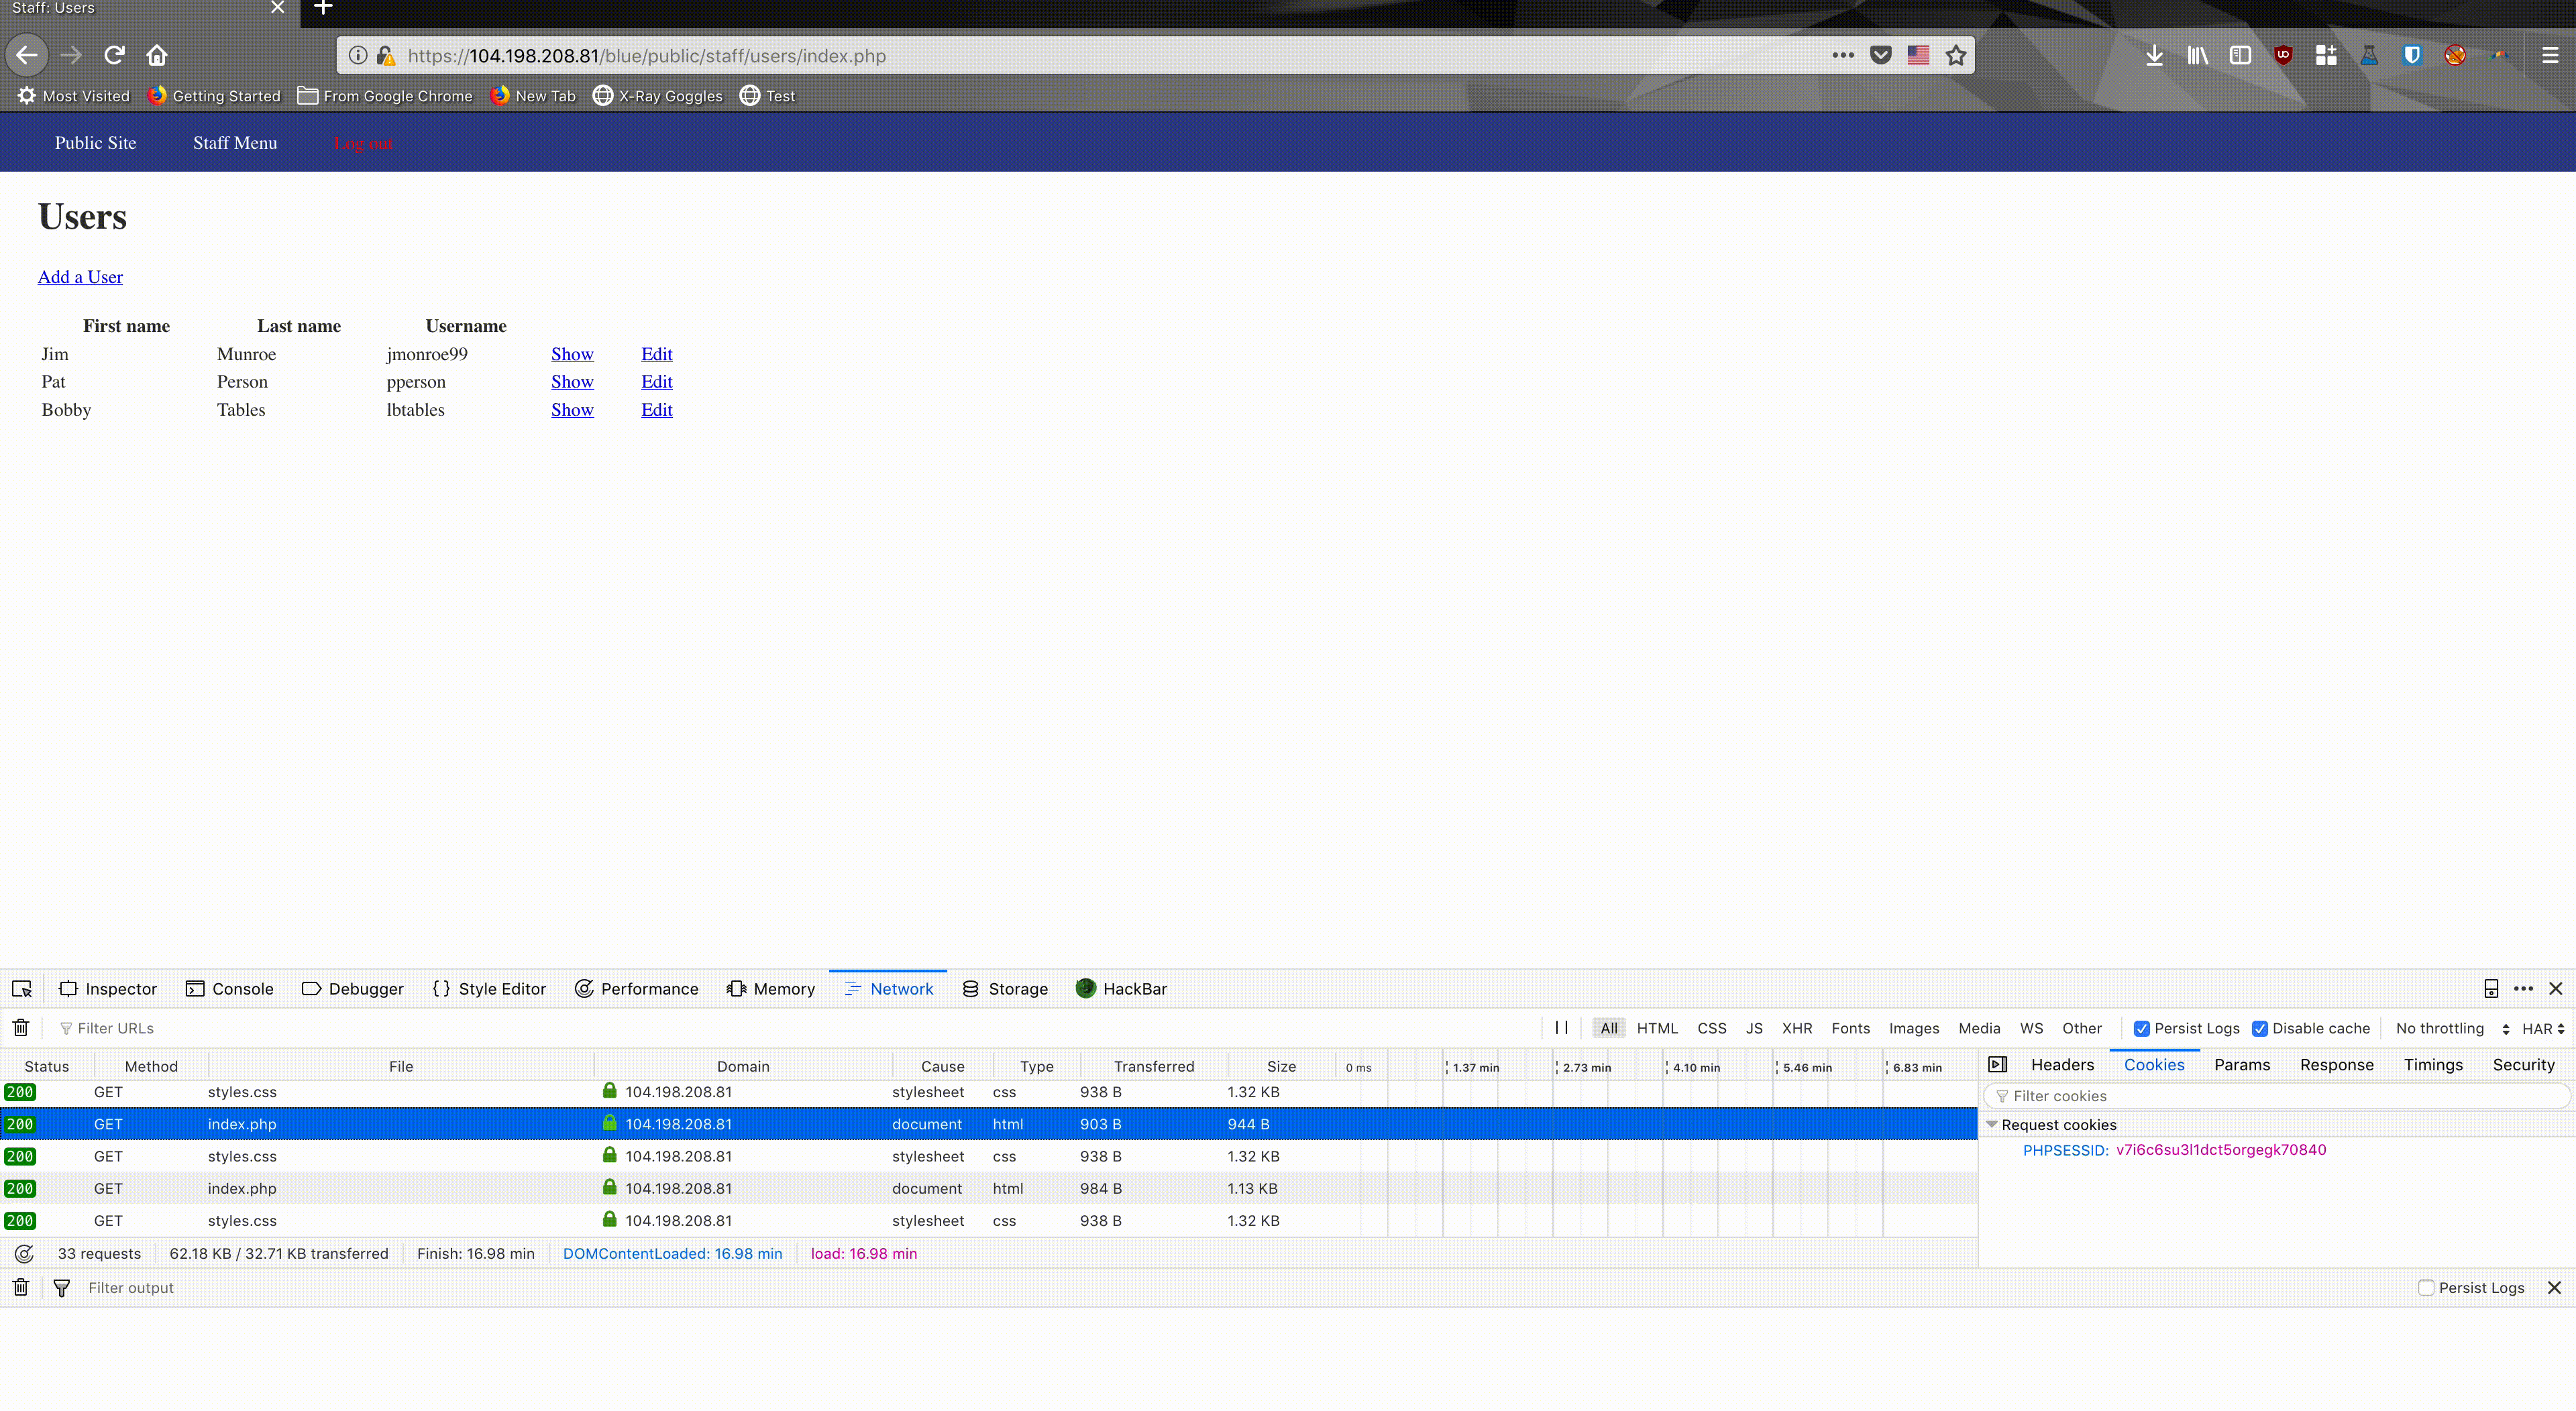 Staff: Users
https://104.198.208.81/blue/public/staff/users/index.php
Most Visited Getting Started From Google Chrome New Tab X-Ray Goggles Test
Public Site Staff Menu Log out
Users
Add a User
First name Last name Username
Jim Munroe jmonroe99 Show Edit
Pat Person pperson Show Edit
Bobby Tables lbtables Show Edit
Inspector Console Debugger {} Style Editor Performance Memory Network Storage HackBar
Filter URLs All HTML CSS JS XHR Fonts Images Media WS Other Persist Logs Disable cache No throttling HAR
Status Method File Domain Cause Type Transferred Size 0 ms 1.37 min 2.73 min 4.10 min 5.46 min 6.83 min Headers Cookies Params Response Timings Security
200 GET styles.css 104.198.208.81 stylesheet css 938 B 1.32 KB Filter cookies
200 GET index.php 104.198.208.81 document html 903 B 944 B Request cookies
200 GET styles.css 104.198.208.81 stylesheet css 938 B 1.32 KB PHPSESSID: v7i6c6su3l1dct5orgegk70840
200 GET index.php 104.198.208.81 document html 984 B 1.13 KB
200 GET styles.css 104.198.208.81 stylesheet css 938 B 1.32 KB
33 requests 62.18 KB / 32.71 KB transferred Finish: 16.98 min DOMContentLoaded: 16.98 min load: 16.98 min
Filter output Persist Logs